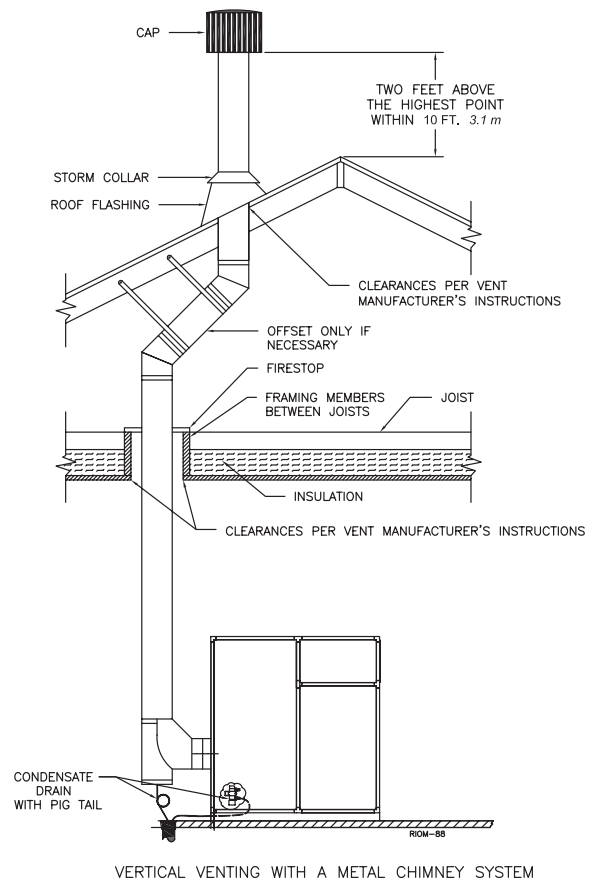 CAP
TWO FEET ABOVE
THE HIGHEST POINT
WITHIN 10 FT. 3.1 m
STORM COLLAR
ROOF FLASHING
CLEARANCES PER VENT
MANUFACTURER'S INSTRUCTIONS
OFFSET ONLY IF
NECESSARY
FIRESTOP
FRAMING MEMBERS
BETWEEN JOISTS
JOIST
INSULATION
CLEARANCES PER VENT MANUFACTURER'S INSTRUCTIONS
CONDENSATE
DRAIN
WITH PIG TAIL
RIOM-88
VERTICAL VENTING WITH A METAL CHIMNEY SYSTEM